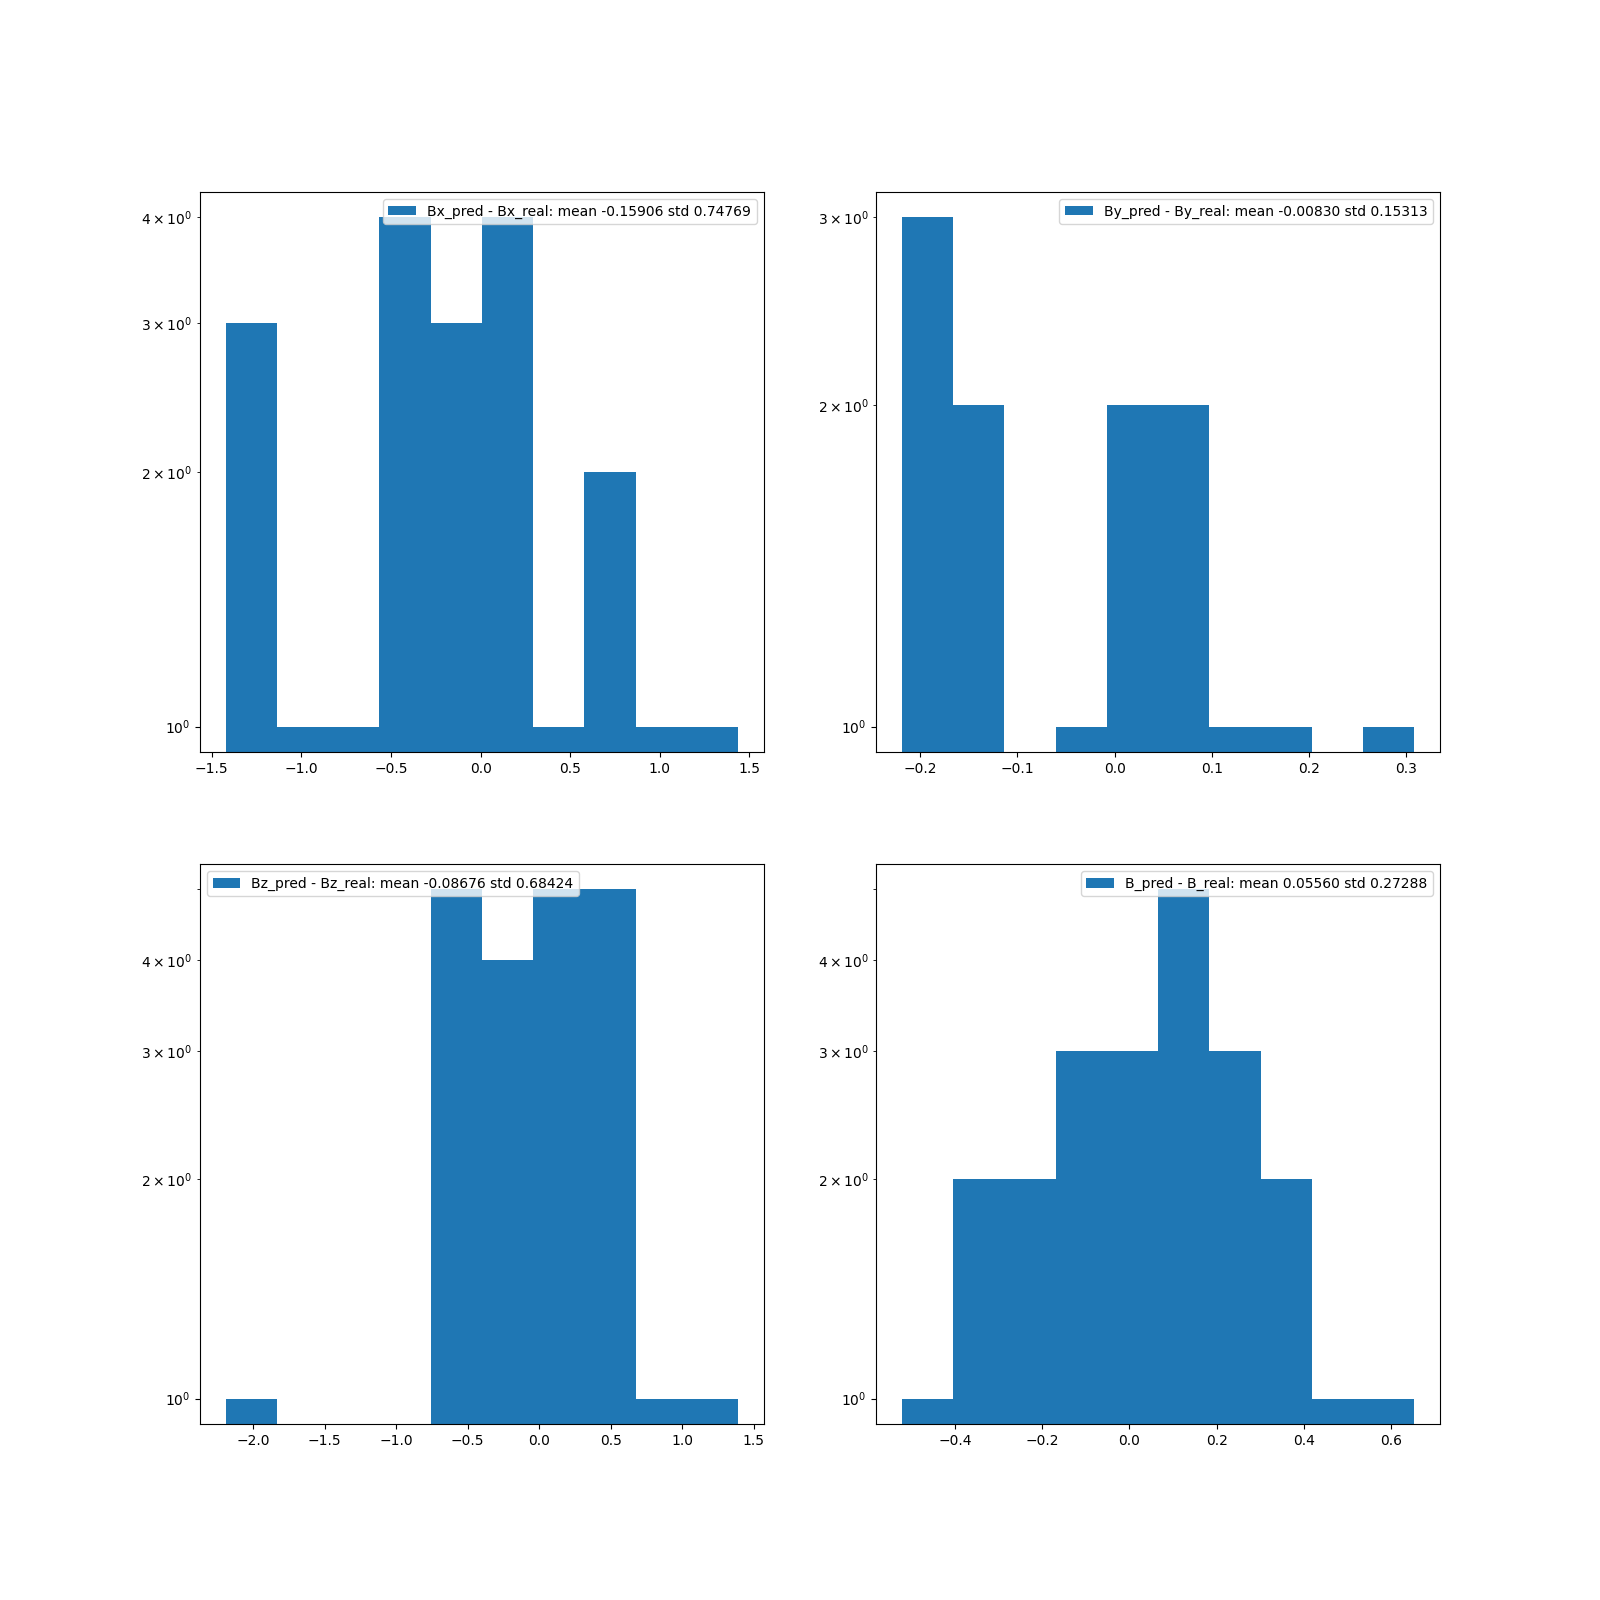 Bx_pred - Bx_real: mean -0.15906 std 0.74769
4 × 10⁰
3 × 10⁰
2 × 10⁰
10⁰
−1.5 −1.0 −0.5 0.0 0.5 1.0 1.5
By_pred - By_real: mean -0.00830 std 0.15313
3 × 10⁰
2 × 10⁰
10⁰
−0.2 −0.1 0.0 0.1 0.2 0.3
Bz_pred - Bz_real: mean -0.08676 std 0.68424
4 × 10⁰
3 × 10⁰
2 × 10⁰
10⁰
−2.0 −1.5 −1.0 −0.5 0.0 0.5 1.0 1.5
B_pred - B_real: mean 0.05560 std 0.27288
4 × 10⁰
3 × 10⁰
2 × 10⁰
10⁰
−0.4 −0.2 0.0 0.2 0.4 0.6